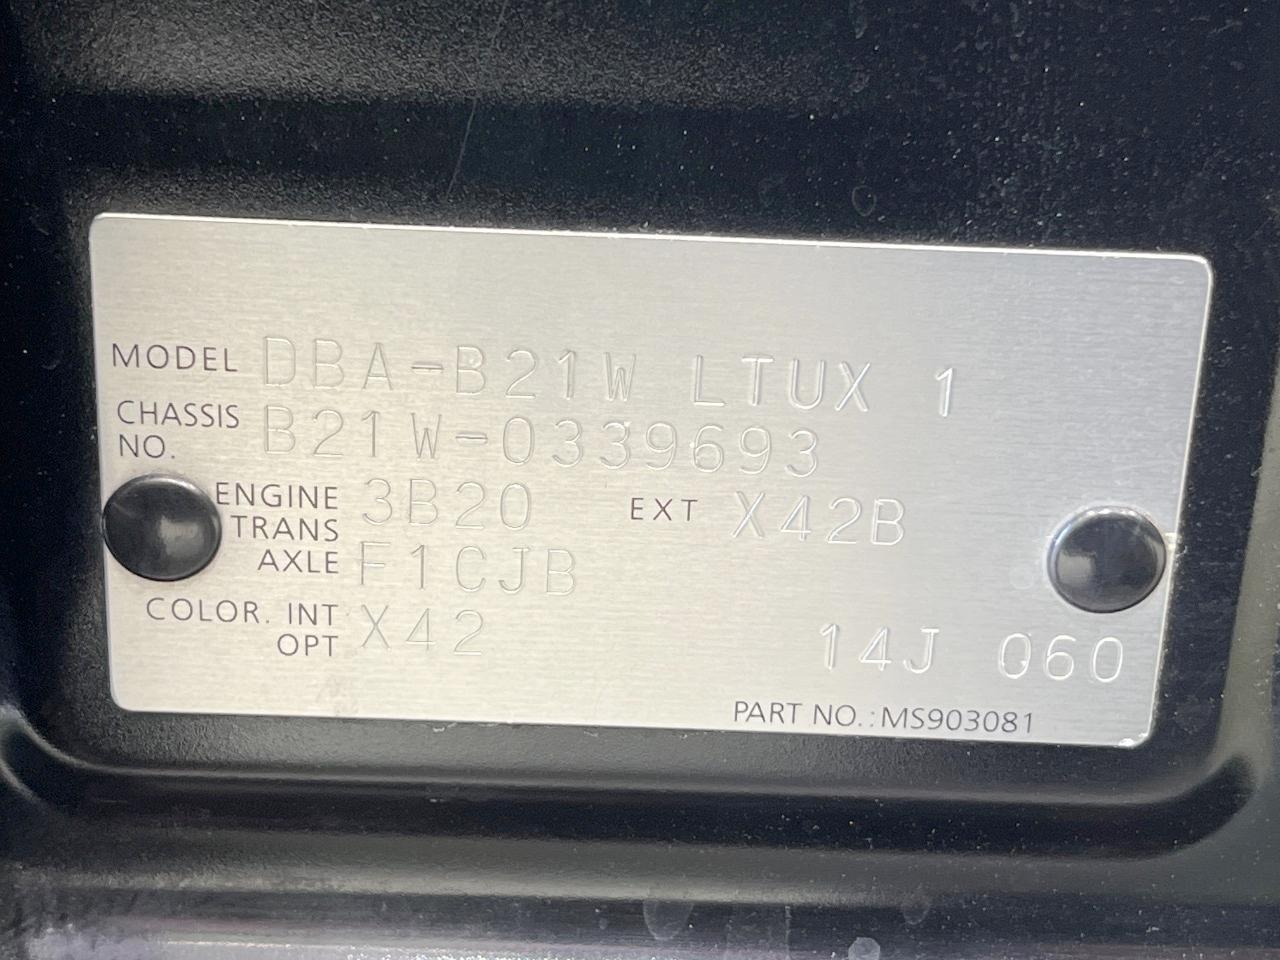 MODEL DBA-B21W LTUX 1
CHASSIS NO. B21W-0339693
ENGINE 3B20 EXT X42B
TRANS AXLE F1CJB
COLOR. INT OPT X42
14J 060
PART NO.:MS903081